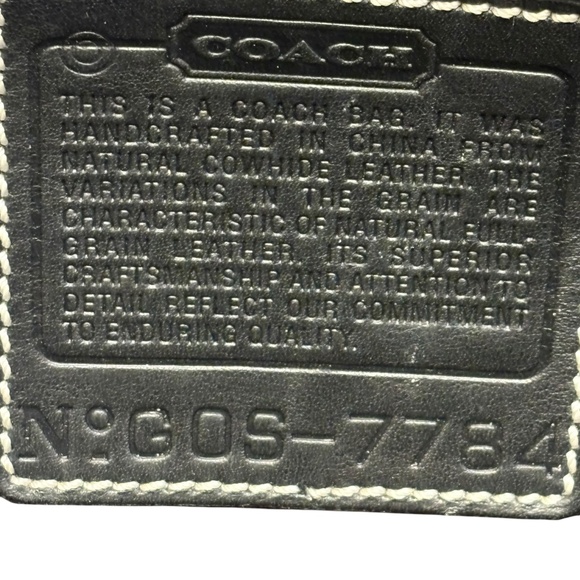 COACH
THIS IS A COACH BAG. IT WAS
HANDCRAFTED IN CHINA FROM
NATURAL COWHIDE LEATHER. THE
VARIATIONS IN THE GRAIN ARE
CHARACTERISTIC OF NATURAL FULL-
GRAIN LEATHER. ITS SUPERIOR
CRAFTSMANSHIP AND ATTENTION TO
DETAIL REFLECT OUR COMMITMENT
TO ENDURING QUALITY.
Nº G0S-7784